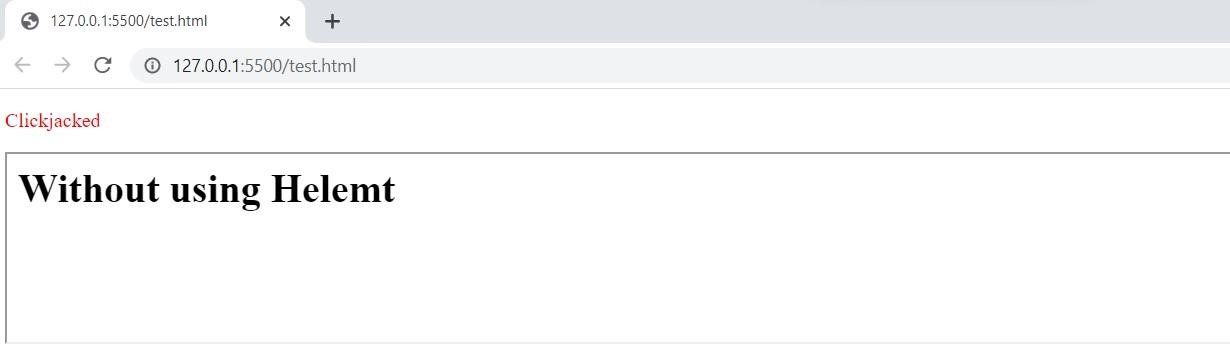 127.0.0.1:5500/test.html
127.0.0.1:5500/test.html
Clickjacked
Without using Helemt